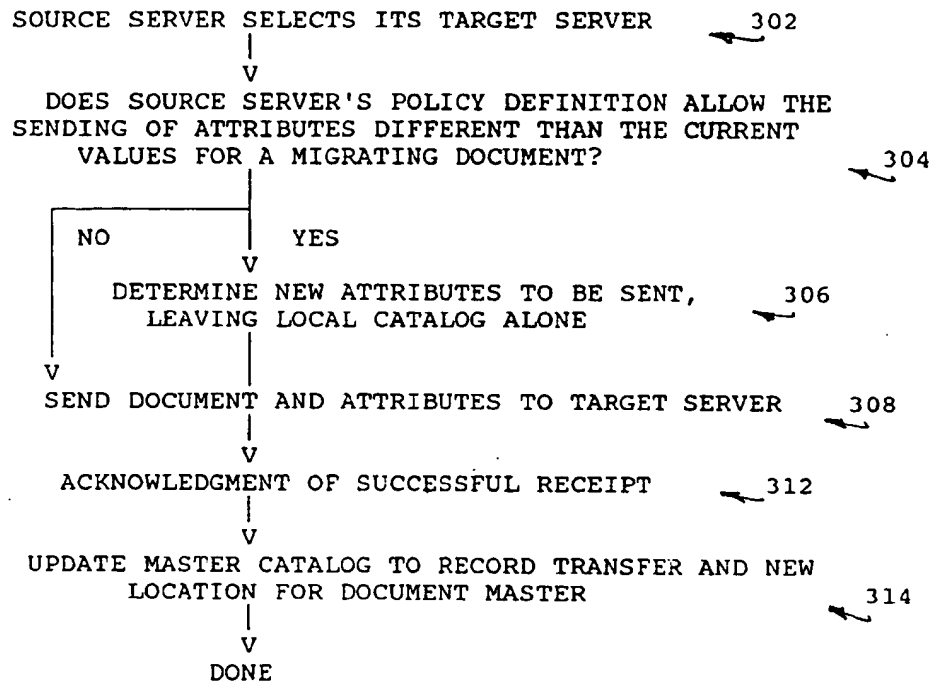 SOURCE SERVER SELECTS ITS TARGET SERVER 302
DOES SOURCE SERVER'S POLICY DEFINITION ALLOW THE
SENDING OF ATTRIBUTES DIFFERENT THAN THE CURRENT
VALUES FOR A MIGRATING DOCUMENT? 304
NO YES
DETERMINE NEW ATTRIBUTES TO BE SENT, 306
LEAVING LOCAL CATALOG ALONE
SEND DOCUMENT AND ATTRIBUTES TO TARGET SERVER 308
ACKNOWLEDGMENT OF SUCCESSFUL RECEIPT 312
UPDATE MASTER CATALOG TO RECORD TRANSFER AND NEW
LOCATION FOR DOCUMENT MASTER 314
DONE